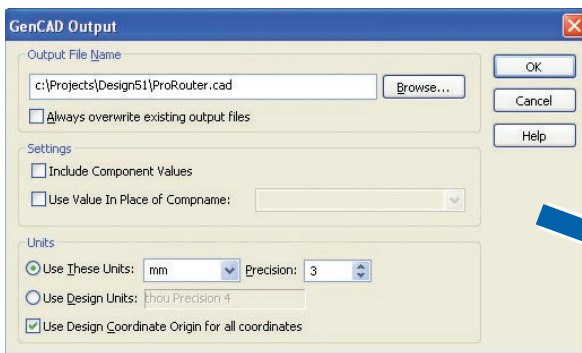 GenCAD Output
Output File Name
c:\Projects\Design51\ProRouter.cad
Browse...
Always overwrite existing output files
OK
Cancel
Help
Settings
Include Component Values
Use Value In Place of Compname:
Units
Use These Units: mm Precision: 3
Use Design Units: thou Precision 4
Use Design Coordinate Origin for all coordinates